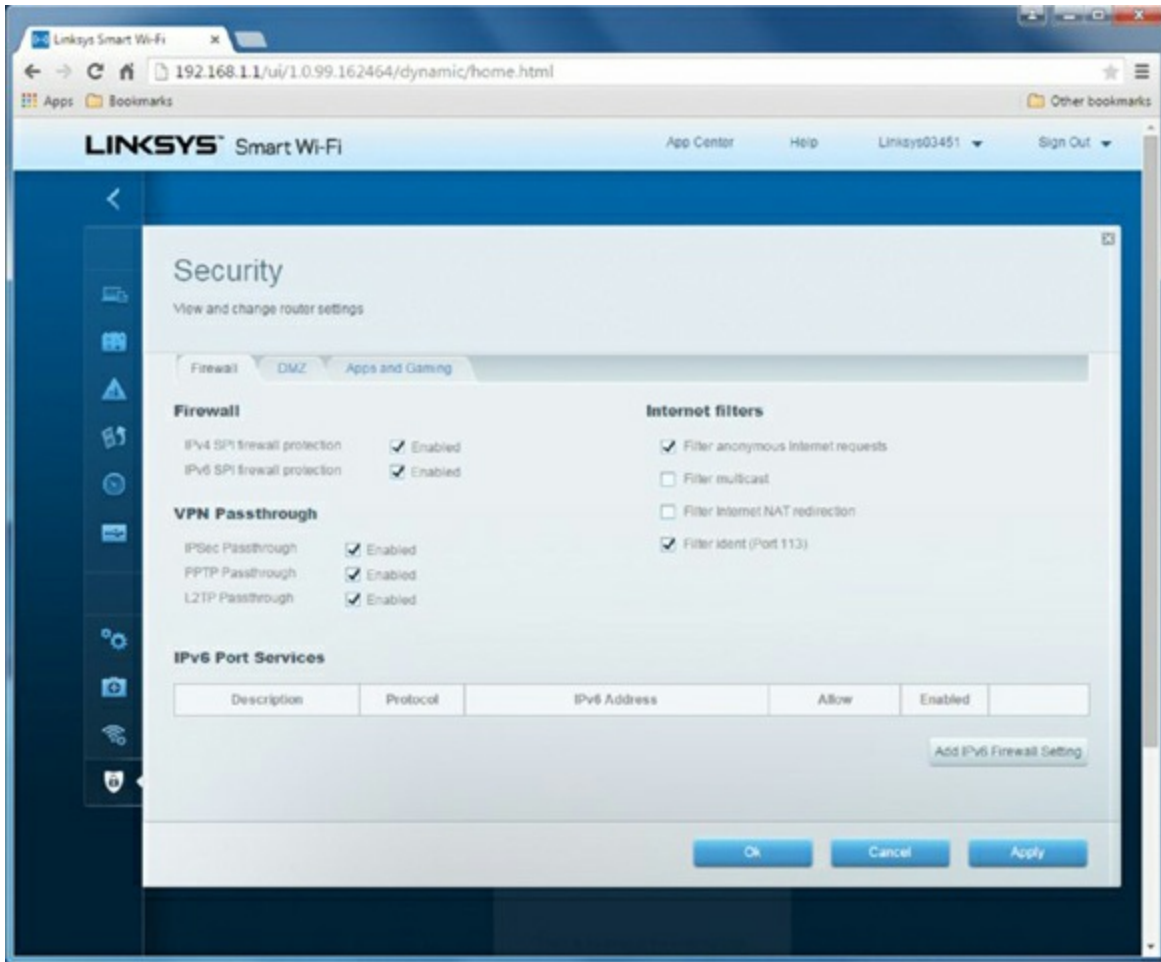 Linksys Smart Wi-Fi
192.168.1.1/ui/1.0.99.162464/dynamic/home.html
Apps Bookmarks Other bookmarks
LINKSYS™ Smart Wi-Fi App Center Help Linksys03451 Sign Out
Security
View and change router settings
Firewall DMZ Apps and Gaming
Firewall
IPv4 SPI firewall protection Enabled
IPv6 SPI firewall protection Enabled
VPN Passthrough
IPSec Passthrough Enabled
PPTP Passthrough Enabled
L2TP Passthrough Enabled
Internet filters
Filter anonymous Internet requests
Filter multicast
Filter Internet NAT redirection
Filter ident (Port 113)
IPv6 Port Services
Description Protocol IPv6 Address Allow Enabled
Add IPv6 Firewall Setting
Ok Cancel Apply